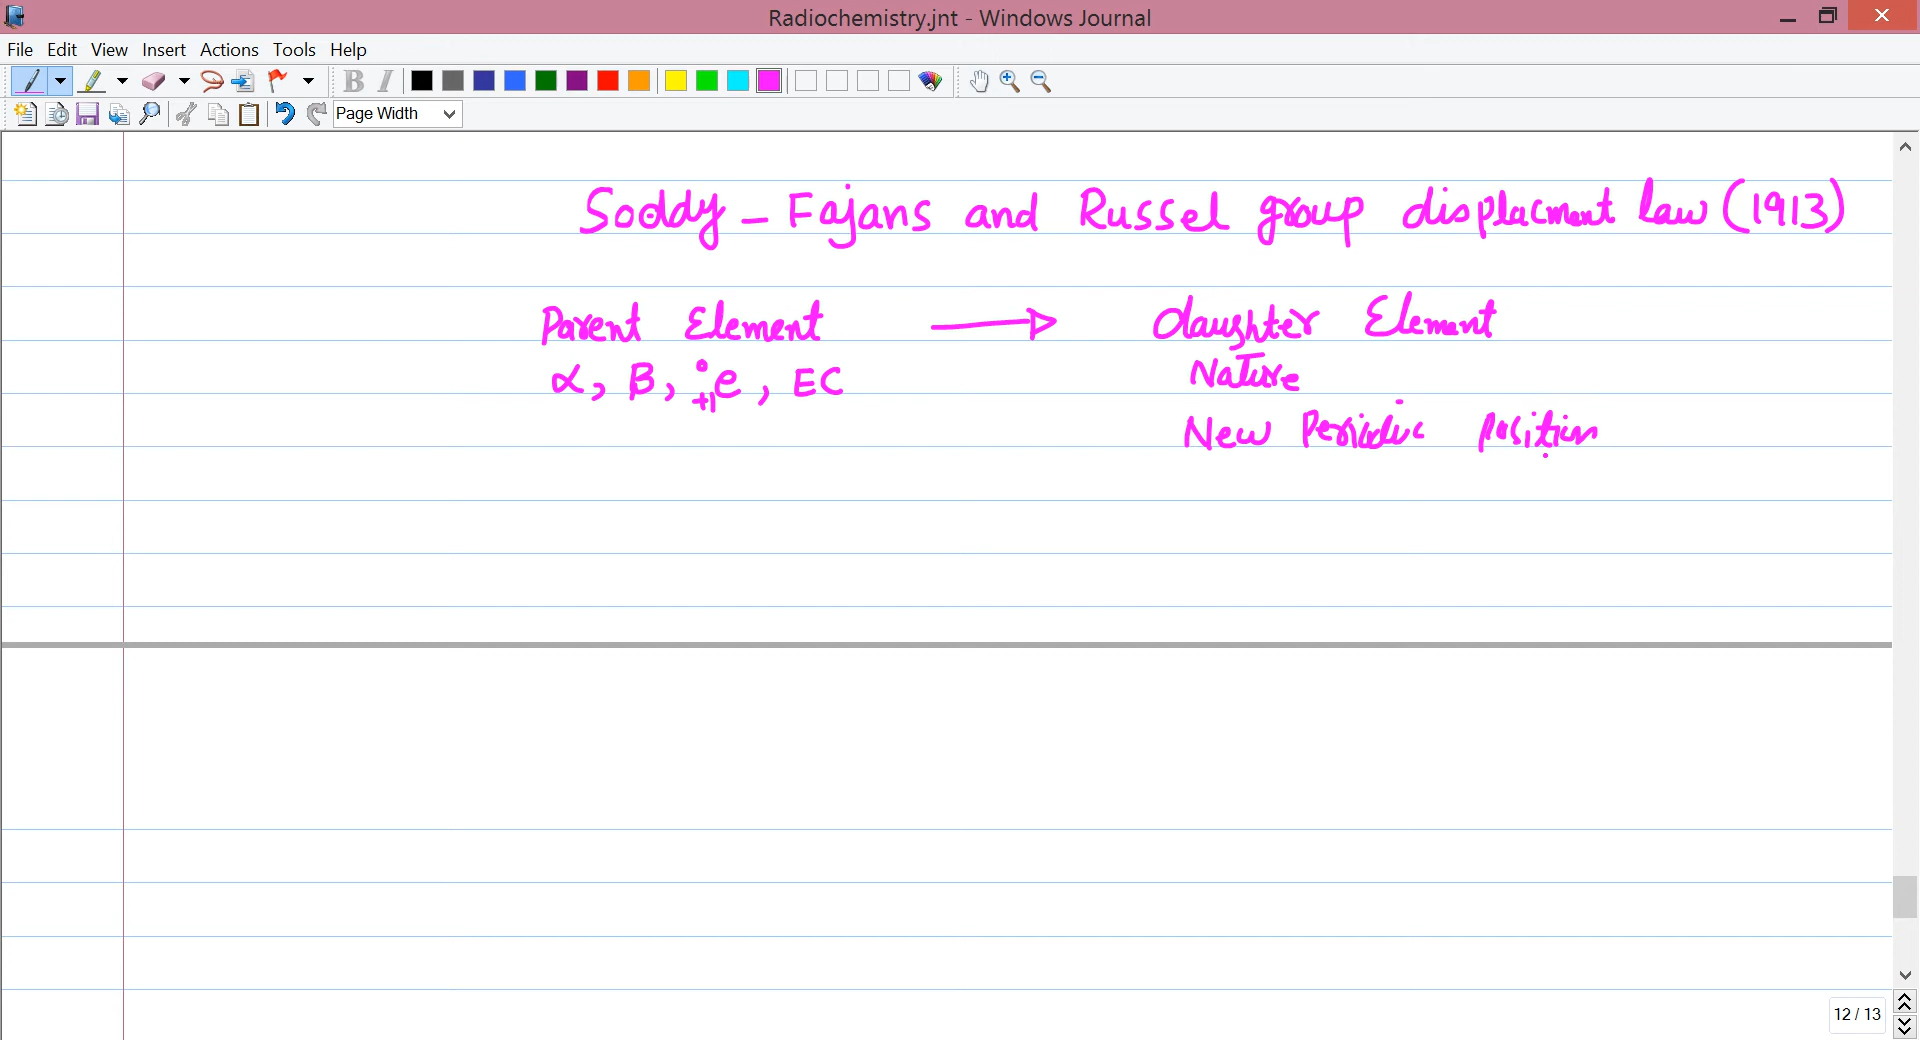 Radiochemistry.jnt - Windows Journal
File Edit View Insert Actions Tools Help
B I
Page Width
Soddy - Fajans and Russel group displacment law (1913)
Parent Element → daughter Element
α, β, ⁰₊₁e, EC
Nature
New Periodic Position
12 / 13